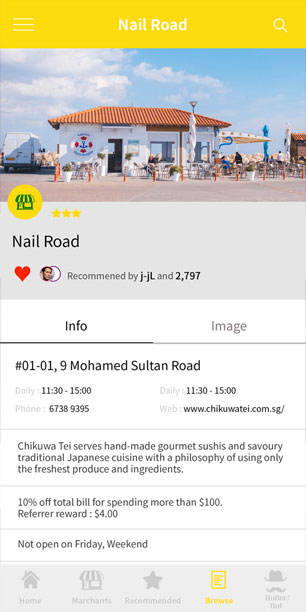 Nail Road
Nail Road
Recommened by j-jL and 2,797
Info
Image
#01-01, 9 Mohamed Sultan Road
Daily : 11:30 - 15:00
Daily : 11:30 - 15:00
Phone : 6738 9395
Web : www.chikuwatei.com.sg/
Chikuwa Tei serves hand-made gourmet sushis and savoury
traditional Japanese cuisine with a philosophy of using only
the freshest produce and ingredients.
10% off total bill for spending more than $100.
Referrer reward : $4.00
Not open on Friday, Weekend
Home
Marchants
Recommended
Browse